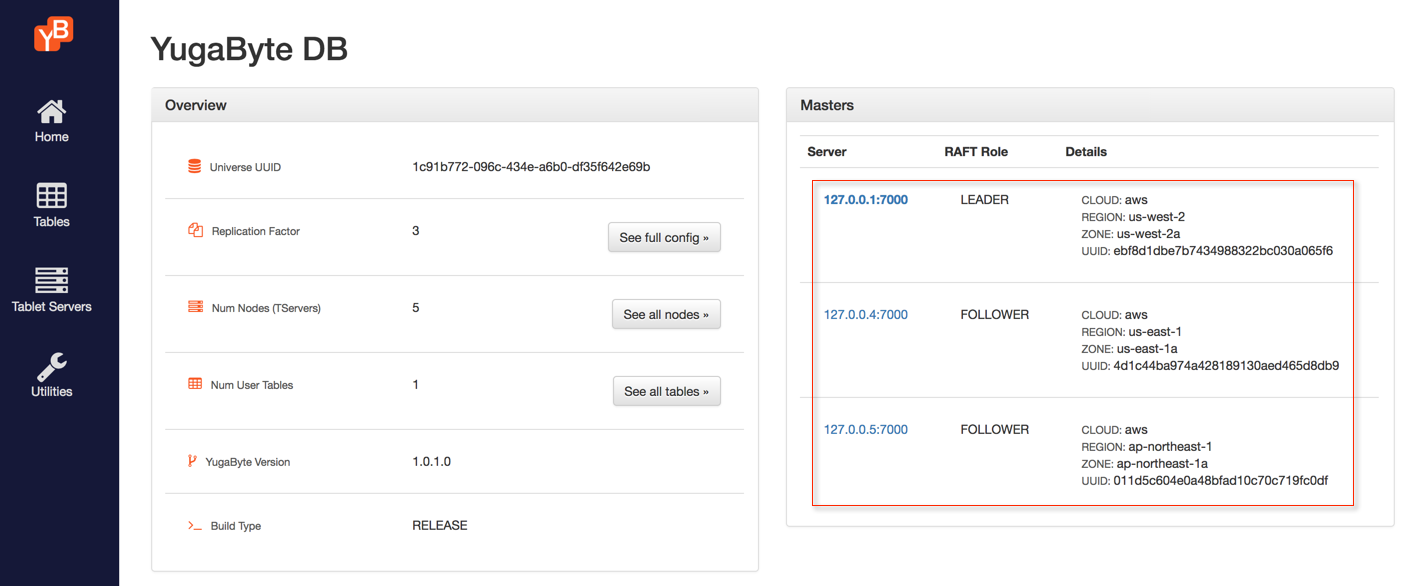 YB
Home
Tables
Tablet Servers
Utilities
YugaByte DB
Overview
Universe UUID 1c91b772-096c-434e-a6b0-df35f642e69b
Replication Factor 3 See full config »
Num Nodes (TServers) 5 See all nodes »
Num User Tables 1 See all tables »
YugaByte Version 1.0.1.0
Build Type RELEASE
Masters
Server RAFT Role Details
127.0.0.1:7000 LEADER CLOUD: aws
REGION: us-west-2
ZONE: us-west-2a
UUID: ebf8d1dbe7b7434988322bc030a065f6
127.0.0.4:7000 FOLLOWER CLOUD: aws
REGION: us-east-1
ZONE: us-east-1a
UUID: 4d1c44ba974a428189130aed465d8db9
127.0.0.5:7000 FOLLOWER CLOUD: aws
REGION: ap-northeast-1
ZONE: ap-northeast-1a
UUID: 011d5c604e0a48bfad10c70c719fc0df